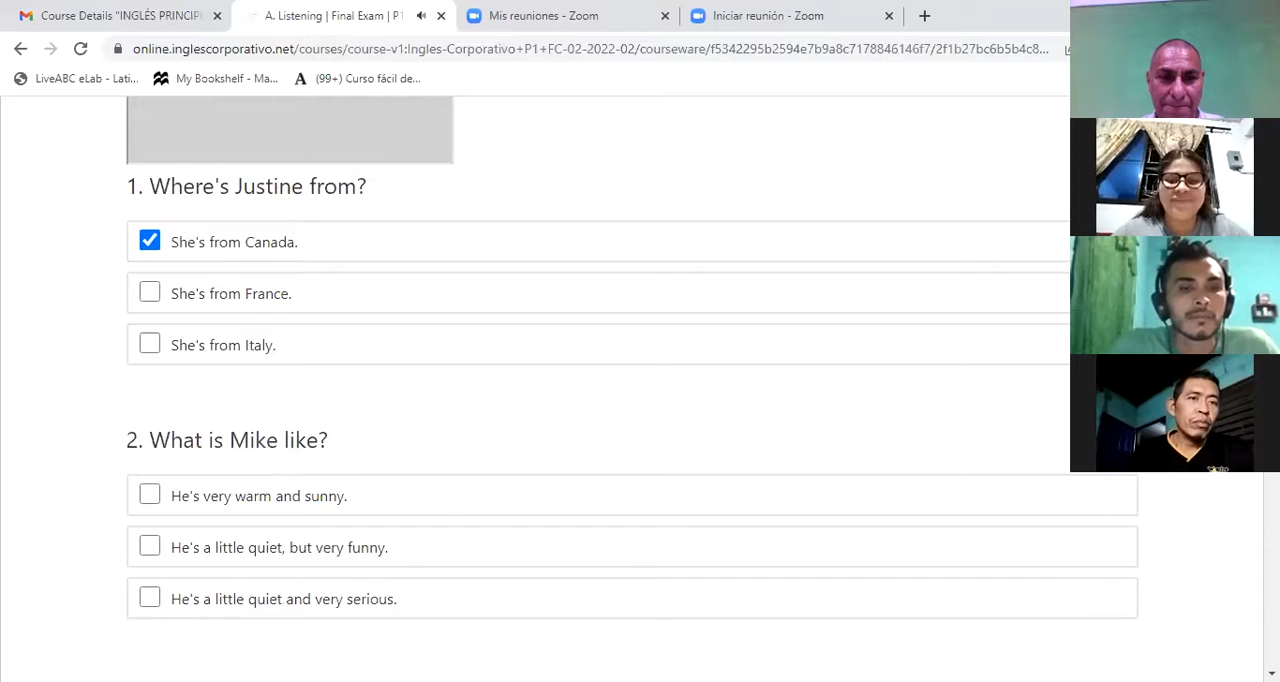 Course Details "INGLÉS PRINCIPI
A. Listening | Final Exam | P1
Mis reuniones - Zoom
Iniciar reunión - Zoom
online.inglescorporativo.net/courses/course-v1:Ingles-Corporativo+P1+FC-02-2022-02/courseware/f5342295b2594e7b9a8c7178846146f7/2f1b27bc6b5b4c8...
LiveABC eLab - Lati...
My Bookshelf - Ma...
(99+) Curso fácil de...
1. Where's Justine from?
She's from Canada.
She's from France.
She's from Italy.
2. What is Mike like?
He's very warm and sunny.
He's a little quiet, but very funny.
He's a little quiet and very serious.